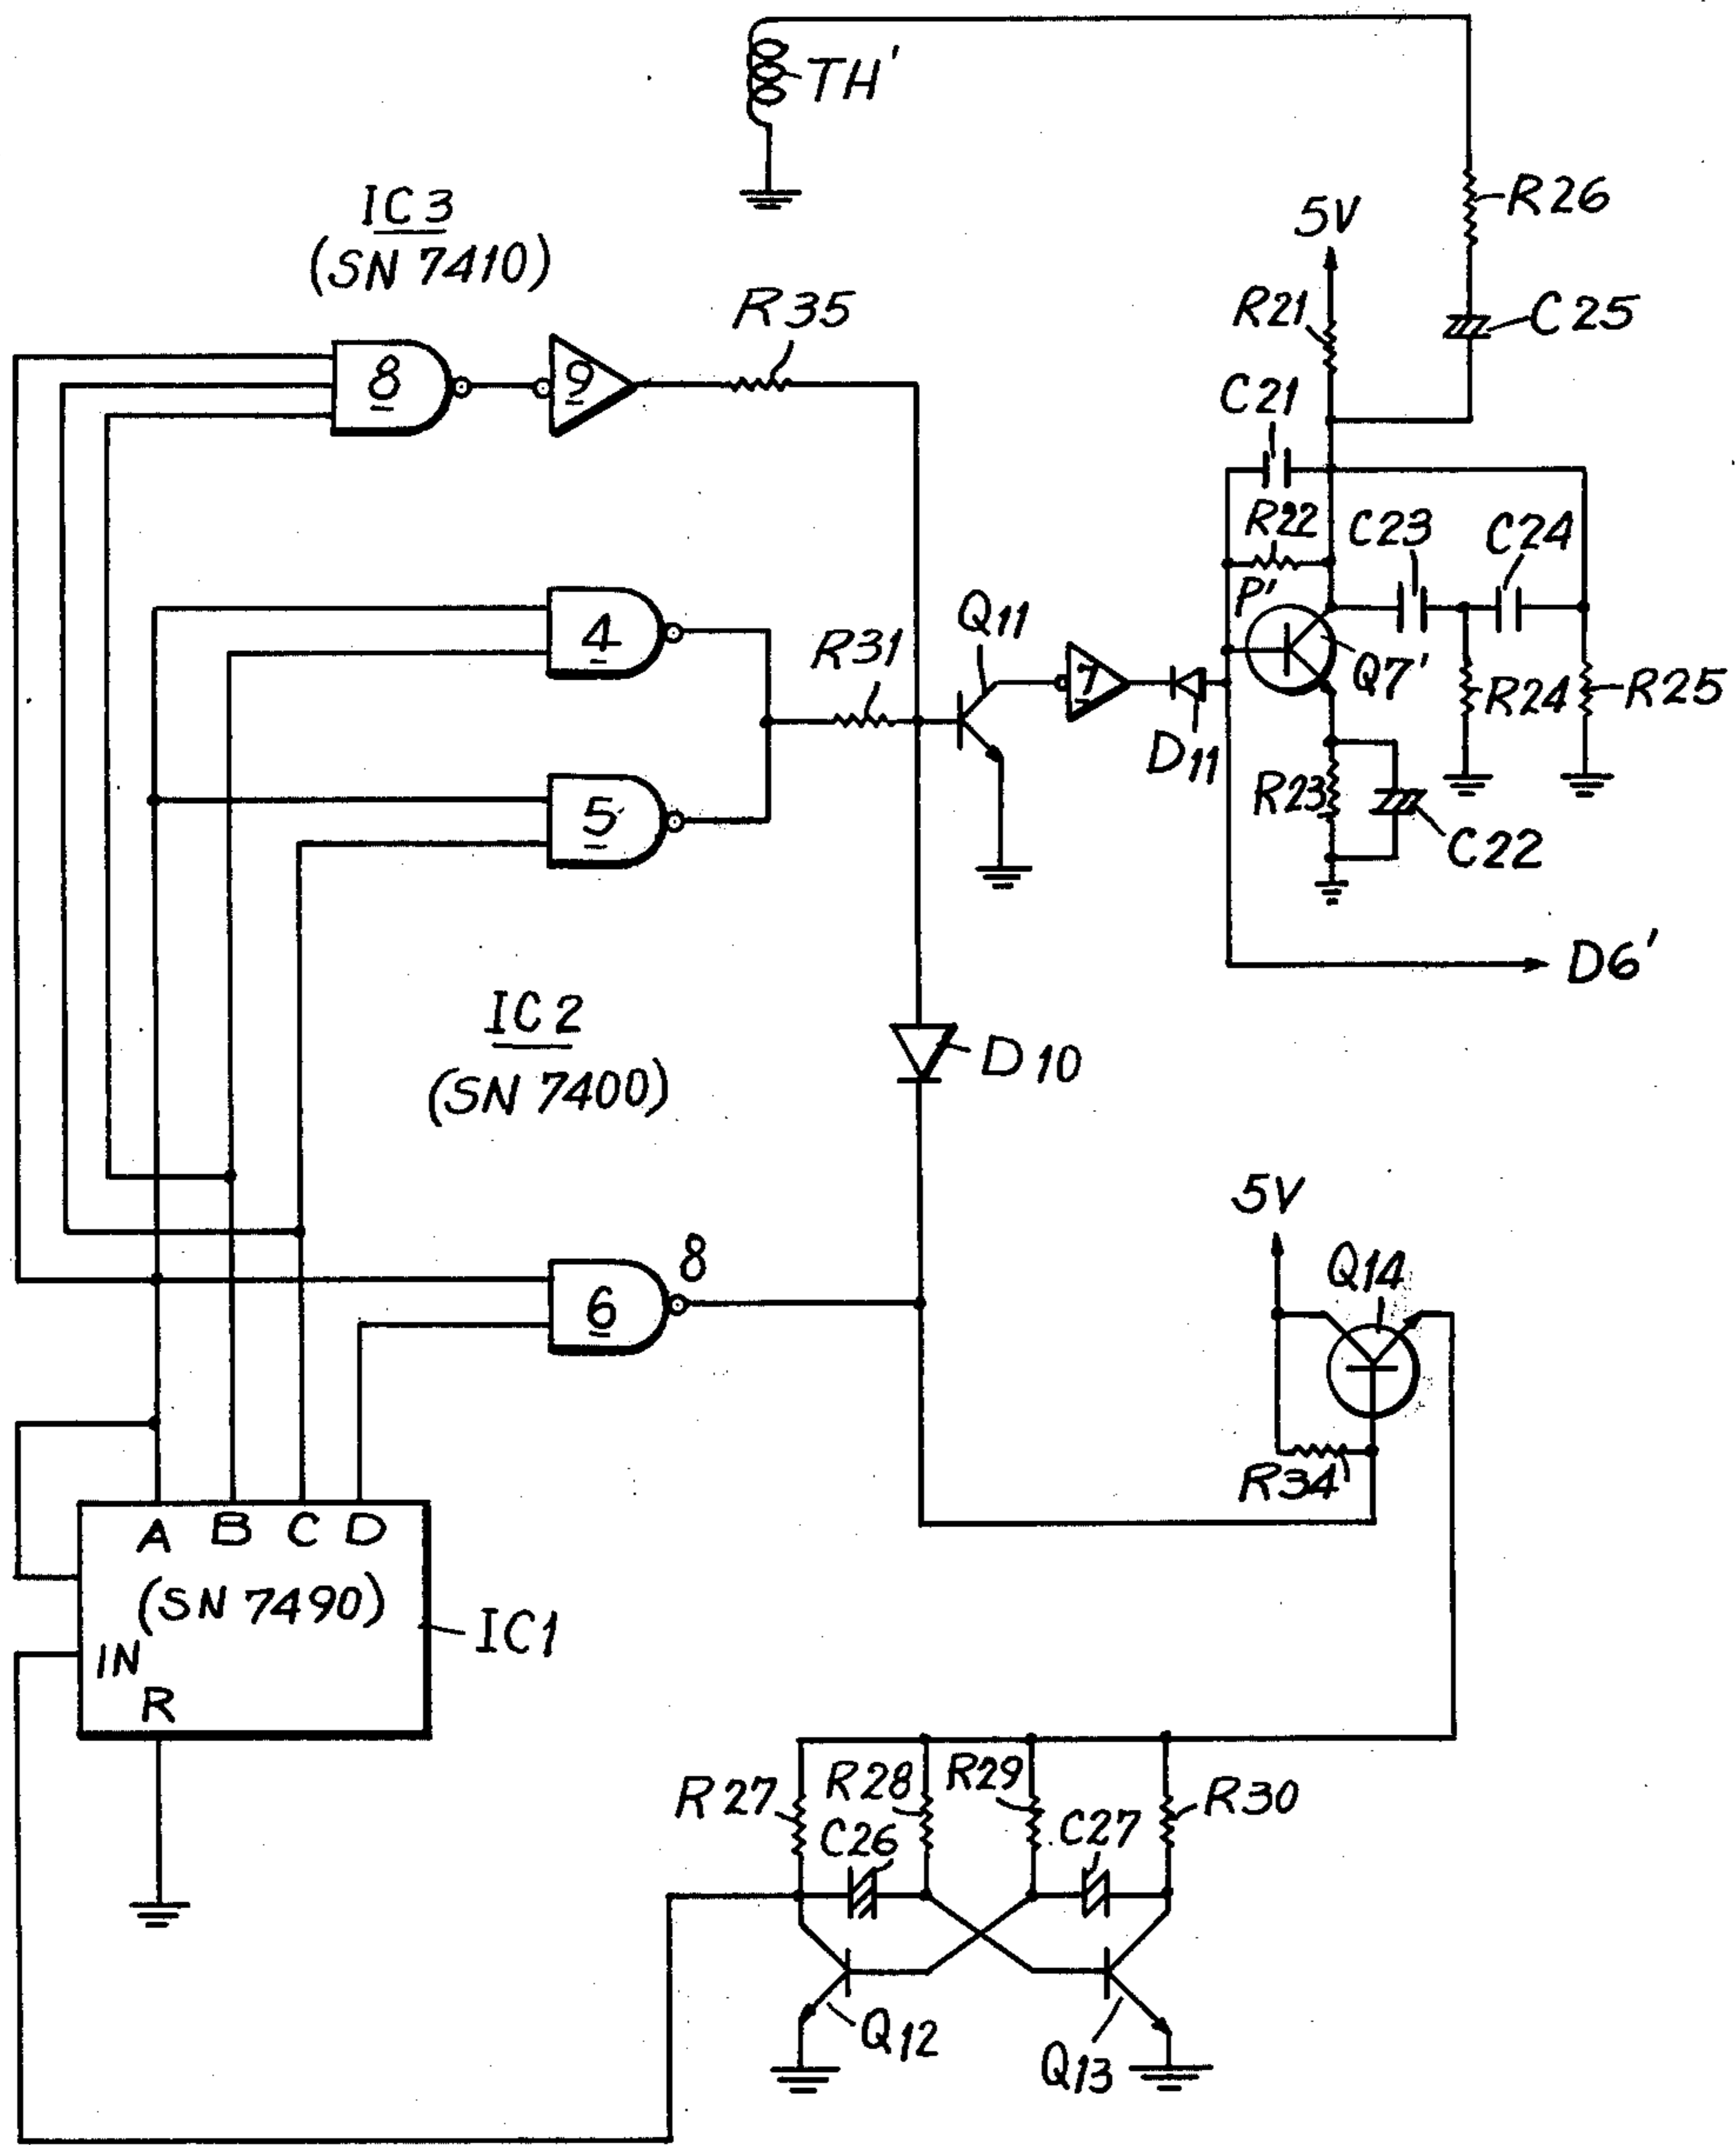 TH'
IC3
(SN 7410)
5V
R26
R35
R21
C25
C21
8
9
R22
C23
C24
P'
Q11
4
R31
7
Q7'
R24
R25
D11
5
R23
C22
D6'
IC2
(SN 7400)
D10
5V
8
Q14
6
R34
A B C D
(SN 7490)
IC1
IN
R
R27
R28
R29
R30
C26
C27
Q12
Q13